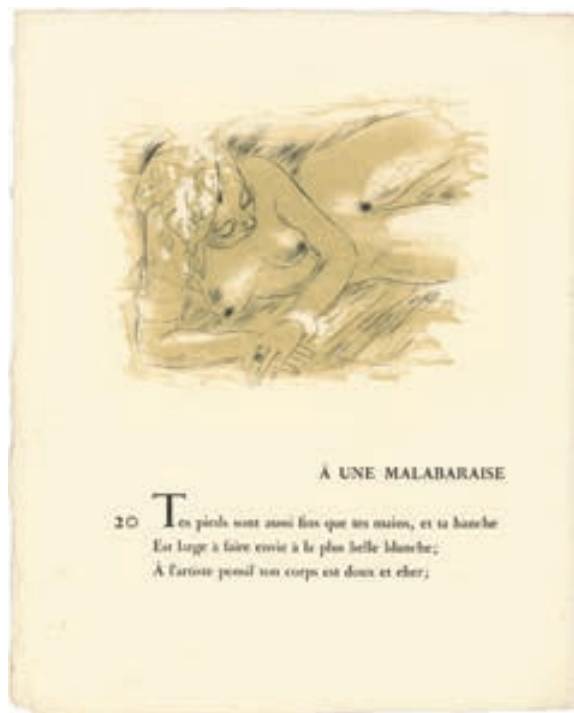 À UNE MALABARAISE
20 Tes pieds sont aussi fins que tes mains, et ta hanche
Est large à faire envie à la plus belle blanche;
À l'artiste pensif ton corps est doux et cher;